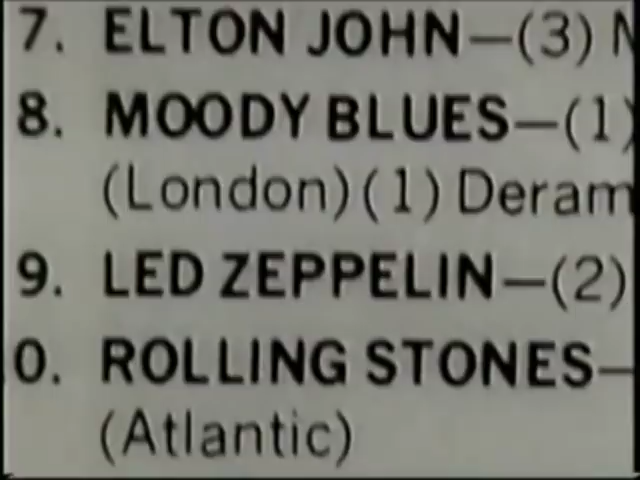 7. ELTON JOHN—(3)
8. MOODY BLUES—(1)
(London) (1) Deram
9. LED ZEPPELIN—(2)
0. ROLLING STONES—
(Atlantic)